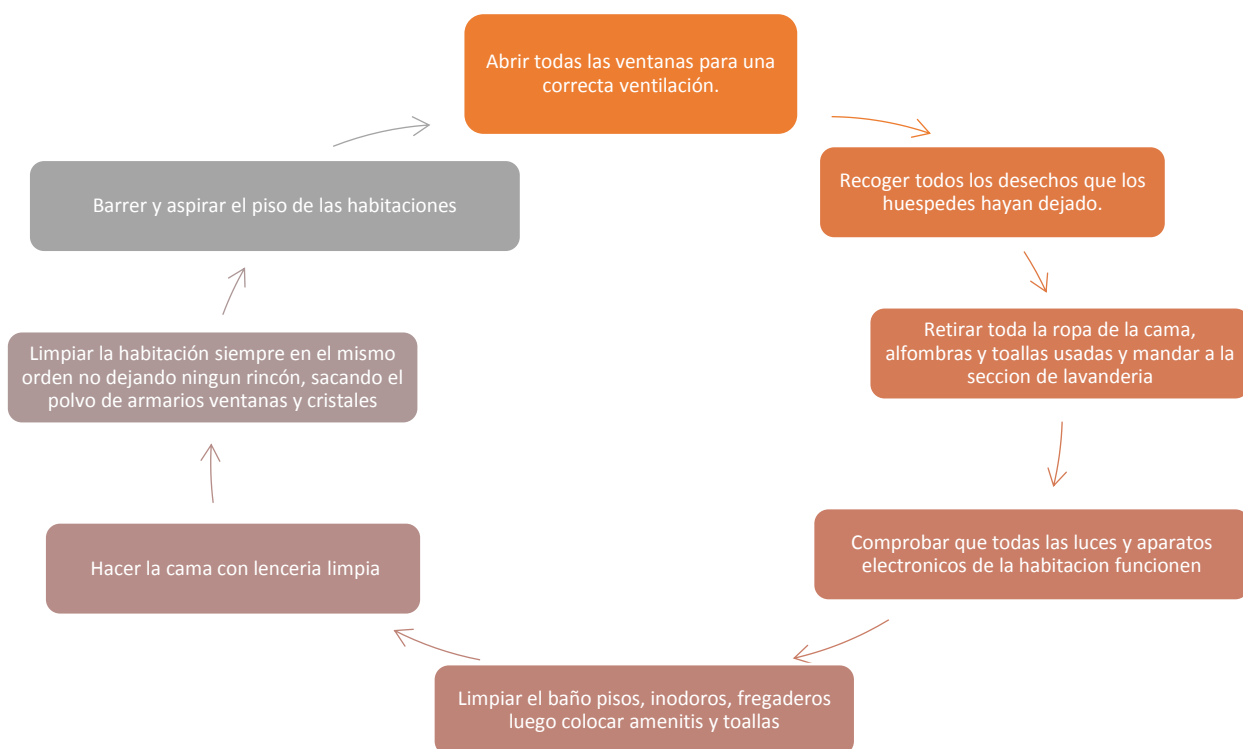 Abrir todas las ventanas para una
correcta ventilación.
Recoger todos los desechos que los
huespedes hayan dejado.
Retirar toda la ropa de la cama,
alfombras y toallas usadas y mandar a la
seccion de lavanderia
Comprobar que todas las luces y aparatos
electronicos de la habitacion funcionen
Limpiar el baño pisos, inodoros, fregaderos
luego colocar amenitis y toallas
Hacer la cama con lenceria limpia
Limpiar la habitación siempre en el mismo
orden no dejando ningun rincón, sacando el
polvo de armarios ventanas y cristales
Barrer y aspirar el piso de las habitaciones